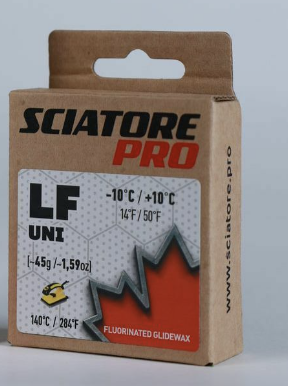 SCIATORE
PRO
LF
UNI
-10°C / +10°C
14°F / 50°F
[~45g /~1,59oz]
140°C / 284°F
FLUORINATED GLIDEWAX
www.sciatore.pro